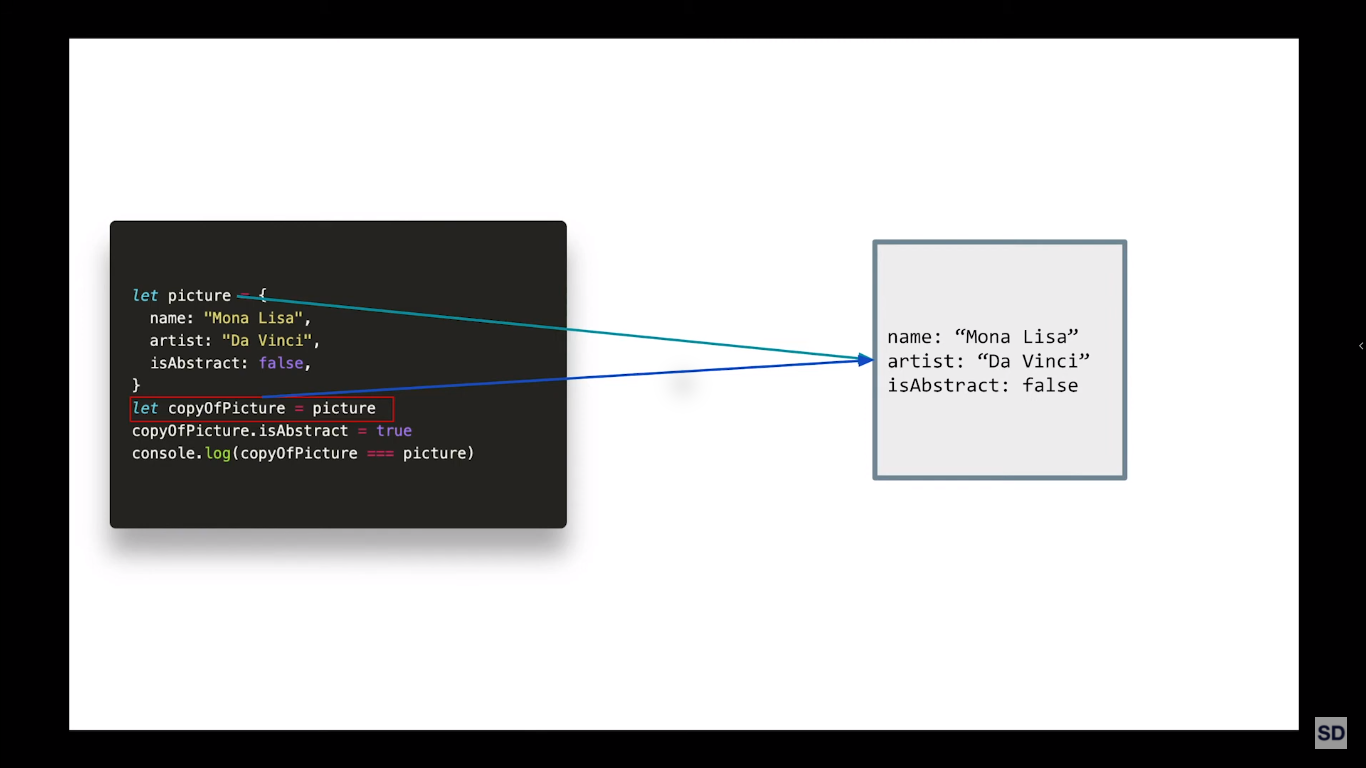 let picture = {
name: "Mona Lisa",
artist: "Da Vinci",
isAbstract: false,
}
let copyOfPicture = picture
copyOfPicture.isAbstract = true
console.log(copyOfPicture === picture)
name: “Mona Lisa”
artist: “Da Vinci”
isAbstract: false
SD